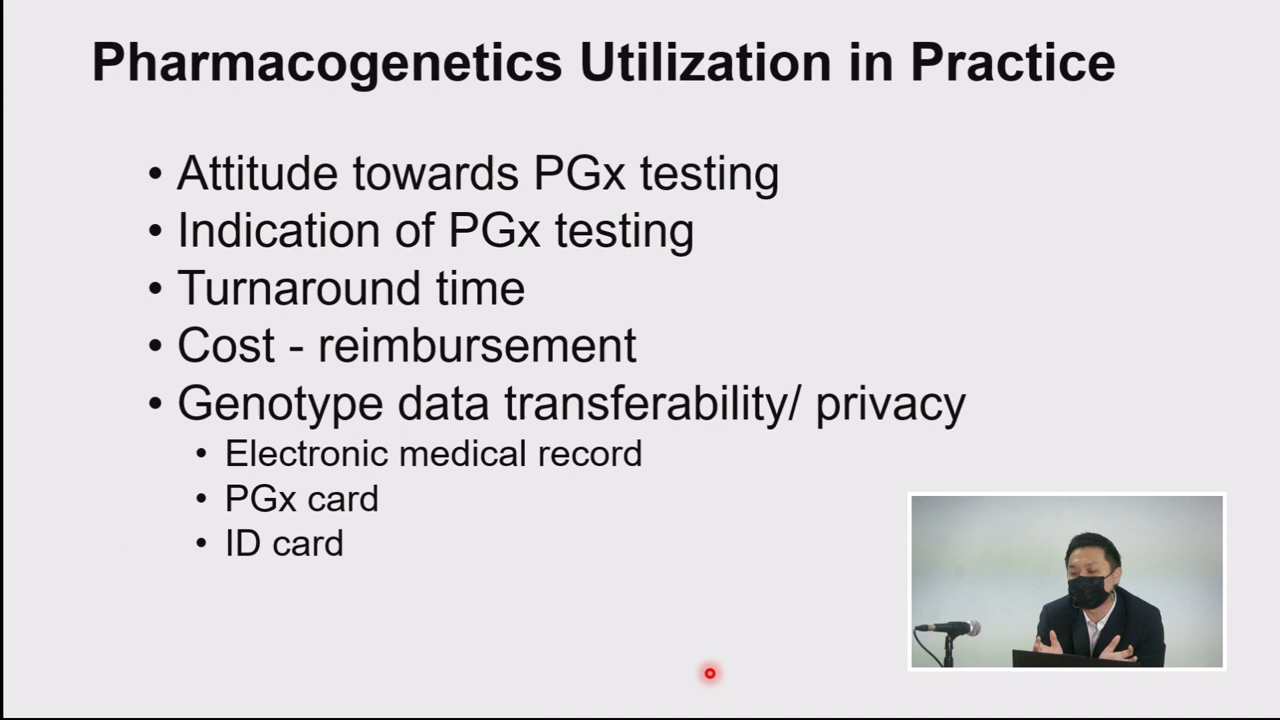 Pharmacogenetics Utilization in Practice
• Attitude towards PGx testing
• Indication of PGx testing
• Turnaround time
• Cost - reimbursement
• Genotype data transferability/ privacy
• Electronic medical record
• PGx card
• ID card